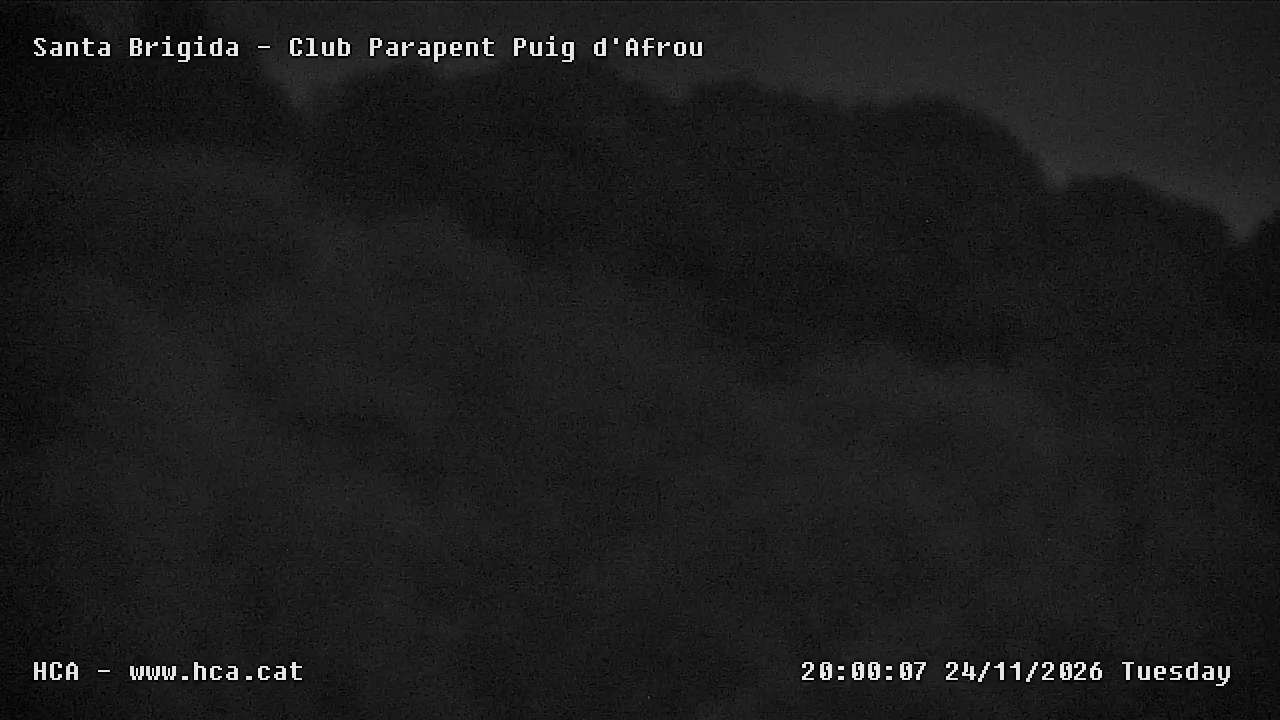 Santa Brigida - Club Parapent Puig d'Afrou
HCA - www.hca.cat
20:00:07 24/11/2026 Tuesday